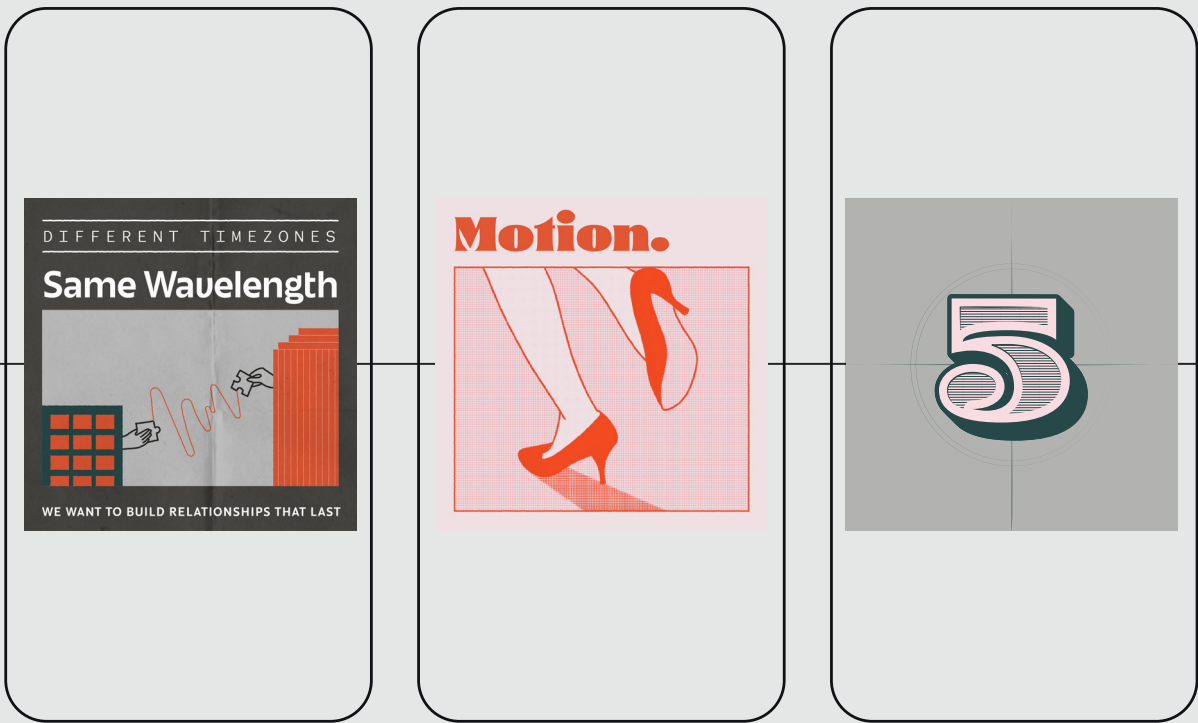 DIFFERENT TIMEZONES
Same Wavelength
WE WANT TO BUILD RELATIONSHIPS THAT LAST
Motion.
5